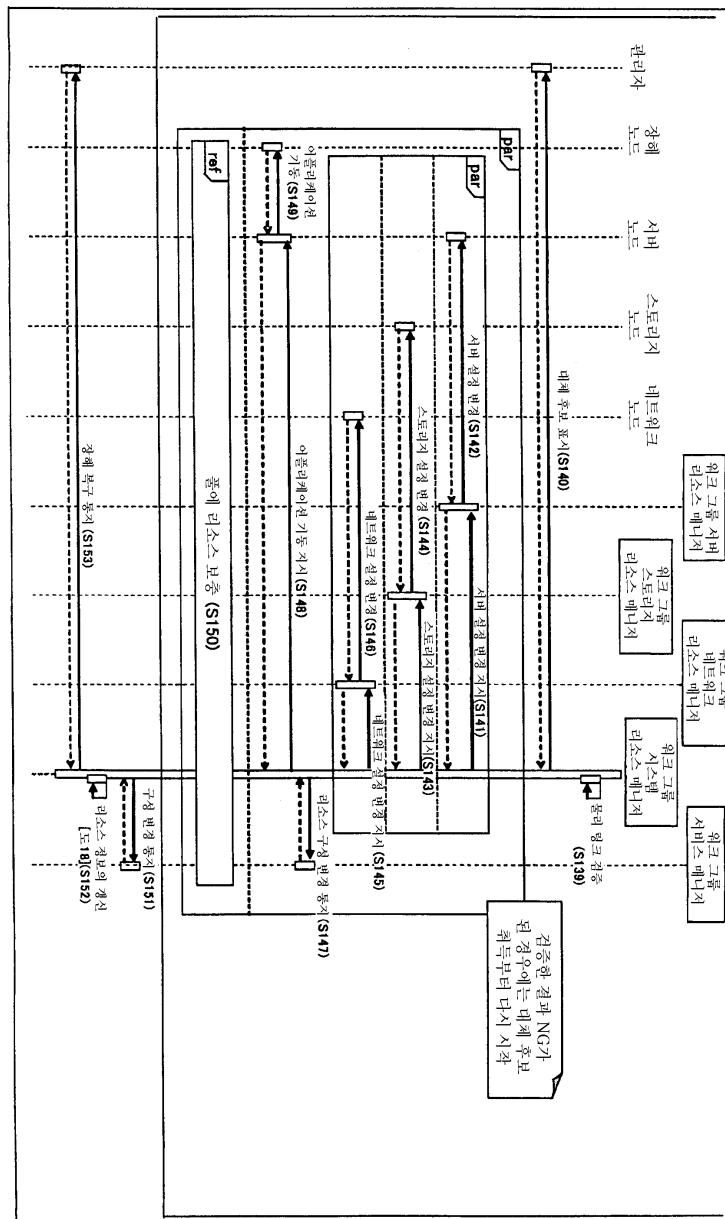 관리자
장해
노드
서버
노드
스토리지
노드
네트워크
노드
워크 그룹 서버
리소스 매니저
워크 그룹
스토리지
리소스 매니저
워크 그룹
네트워크
리소스 매니저
워크 그룹
시스템
리소스 매니저
워크 그룹
서비스 매니저
물리 링크 검증
(S139)
대체 후보 표시(S140)
검증한 결과 NG가
된 경우에는 대체 후보
취득부터 다시 시작
par
par
서버 설정 변경 지시(S141)
서버 설정 변경(S142)
스토리지 설정 변경 지시(S143)
스토리지 설정 변경(S144)
네트워크 설정 변경 지시(S145)
네트워크 설정 변경(S146)
리소스 구성 변경 통지(S147)
어플리케이션 기동 지시(S148)
어플리케이션
기동(S149)
ref
풀에 리소스 보충 (S150)
구성 변경 통지(S151)
리소스 정보의 갱신
[도18](S152)
장해 복구 통지(S153)